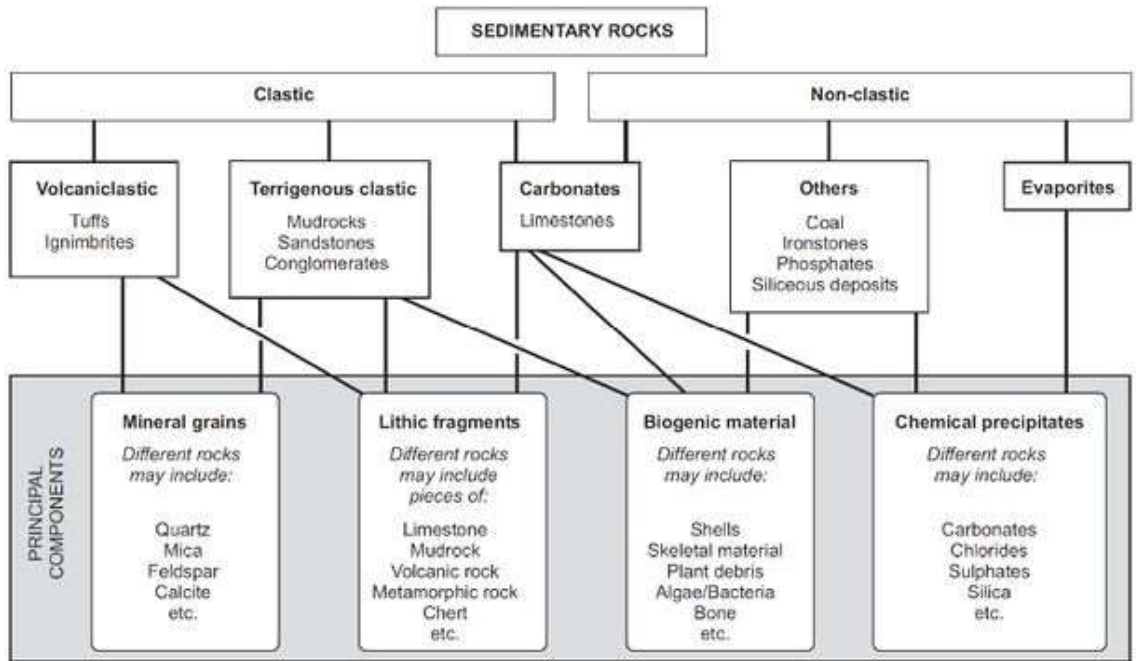 SEDIMENTARY ROCKS
Clastic
Non-clastic
Volcaniclastic
Tuffs
Ignimbrites
Terrigenous clastic
Mudrocks
Sandstones
Conglomerates
Carbonates
Limestones
Others
Coal
Ironstones
Phosphates
Siliceous deposits
Evaporites
PRINCIPAL
COMPONENTS
Mineral grains
Different rocks
may include:
Quartz
Mica
Feldspar
Calcite
etc.
Lithic fragments
Different rocks
may include
pieces of:
Limestone
Mudrock
Volcanic rock
Metamorphic rock
Chert
etc.
Biogenic material
Different rocks
may include:
Shells
Skeletal material
Plant debris
Algae/Bacteria
Bone
etc.
Chemical precipitates
Different rocks
may include:
Carbonates
Chlorides
Sulphates
Silica
etc.